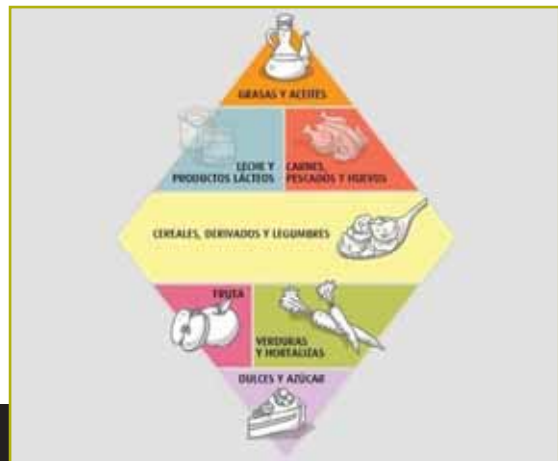 GRASAS Y ACEITES
LECHE Y
PRODUCTOS LÁCTEOS
CARNES,
PESCADOS Y HUEVOS
CEREALES, DERIVADOS Y LEGUMBRES
FRUTA
VERDURAS
Y HORTALIZAS
DULCES Y AZÚCAR